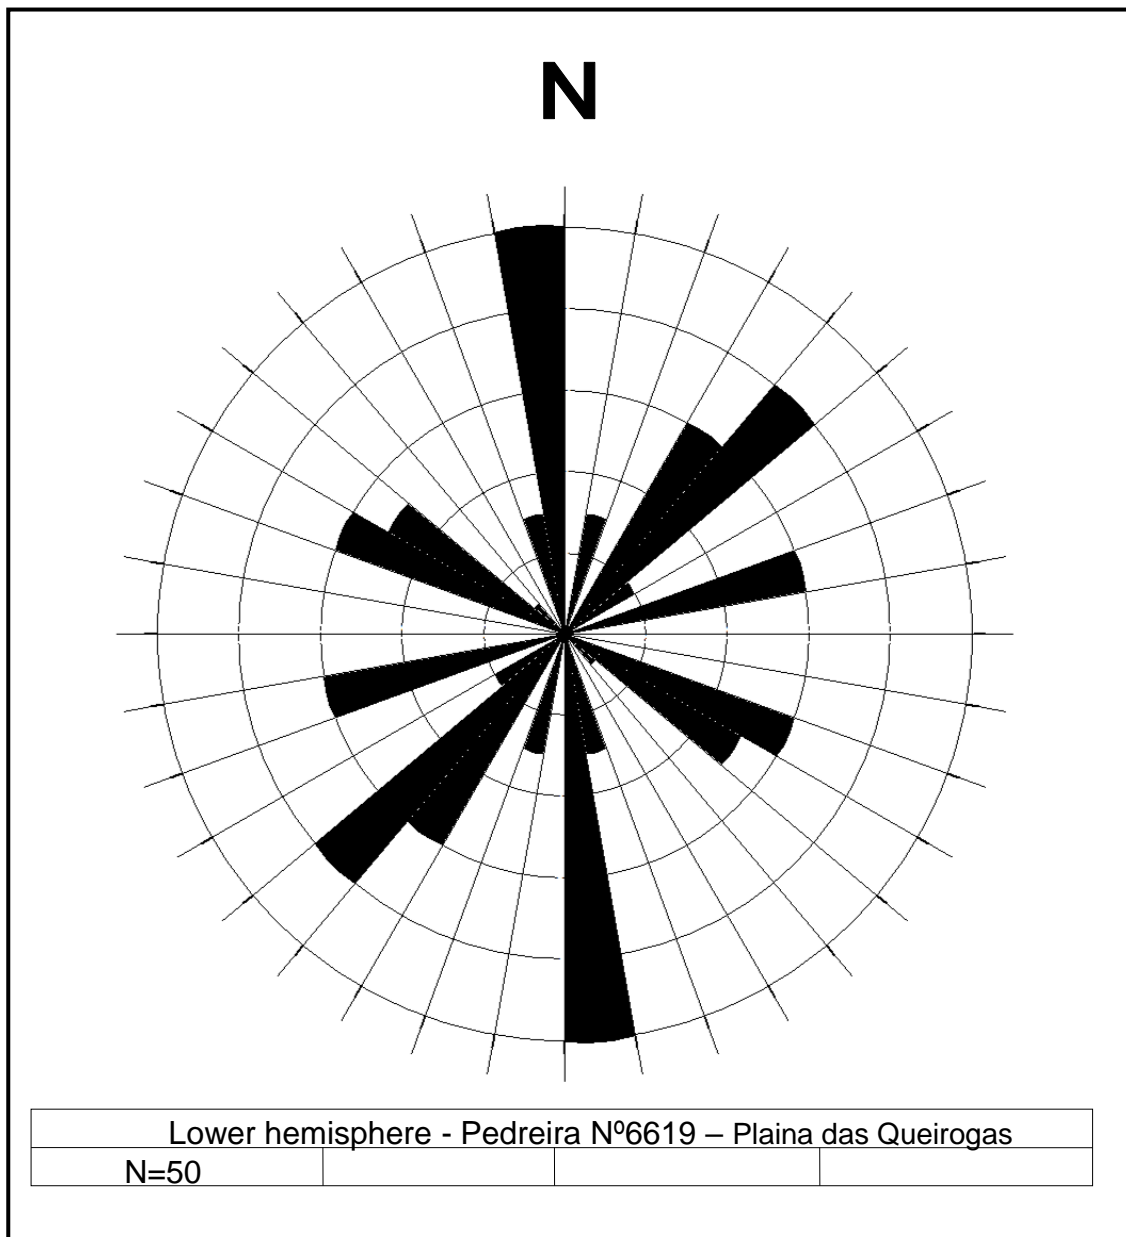 N
Lower hemisphere - Pedreira Nº6619 – Plaina das Queirogas
N=50